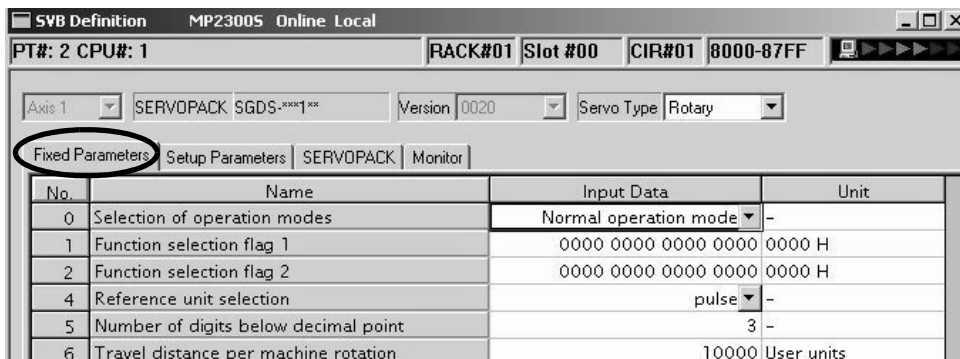 SVB Definition MP2300S Online Local
PT#: 2 CPU#: 1 RACK#01 Slot #00 CIR#01 8000-87FF
Axis 1 SERVOPACK SGDS-***1** Version 0020 Servo Type Rotary
Fixed Parameters Setup Parameters SERVOPACK Monitor
No. Name Input Data Unit
0 Selection of operation modes Normal operation mode -
1 Function selection flag 1 0000 0000 0000 0000 0000 H
2 Function selection flag 2 0000 0000 0000 0000 0000 H
4 Reference unit selection pulse -
5 Number of digits below decimal point 3 -
6 Travel distance per machine rotation 10000 User units